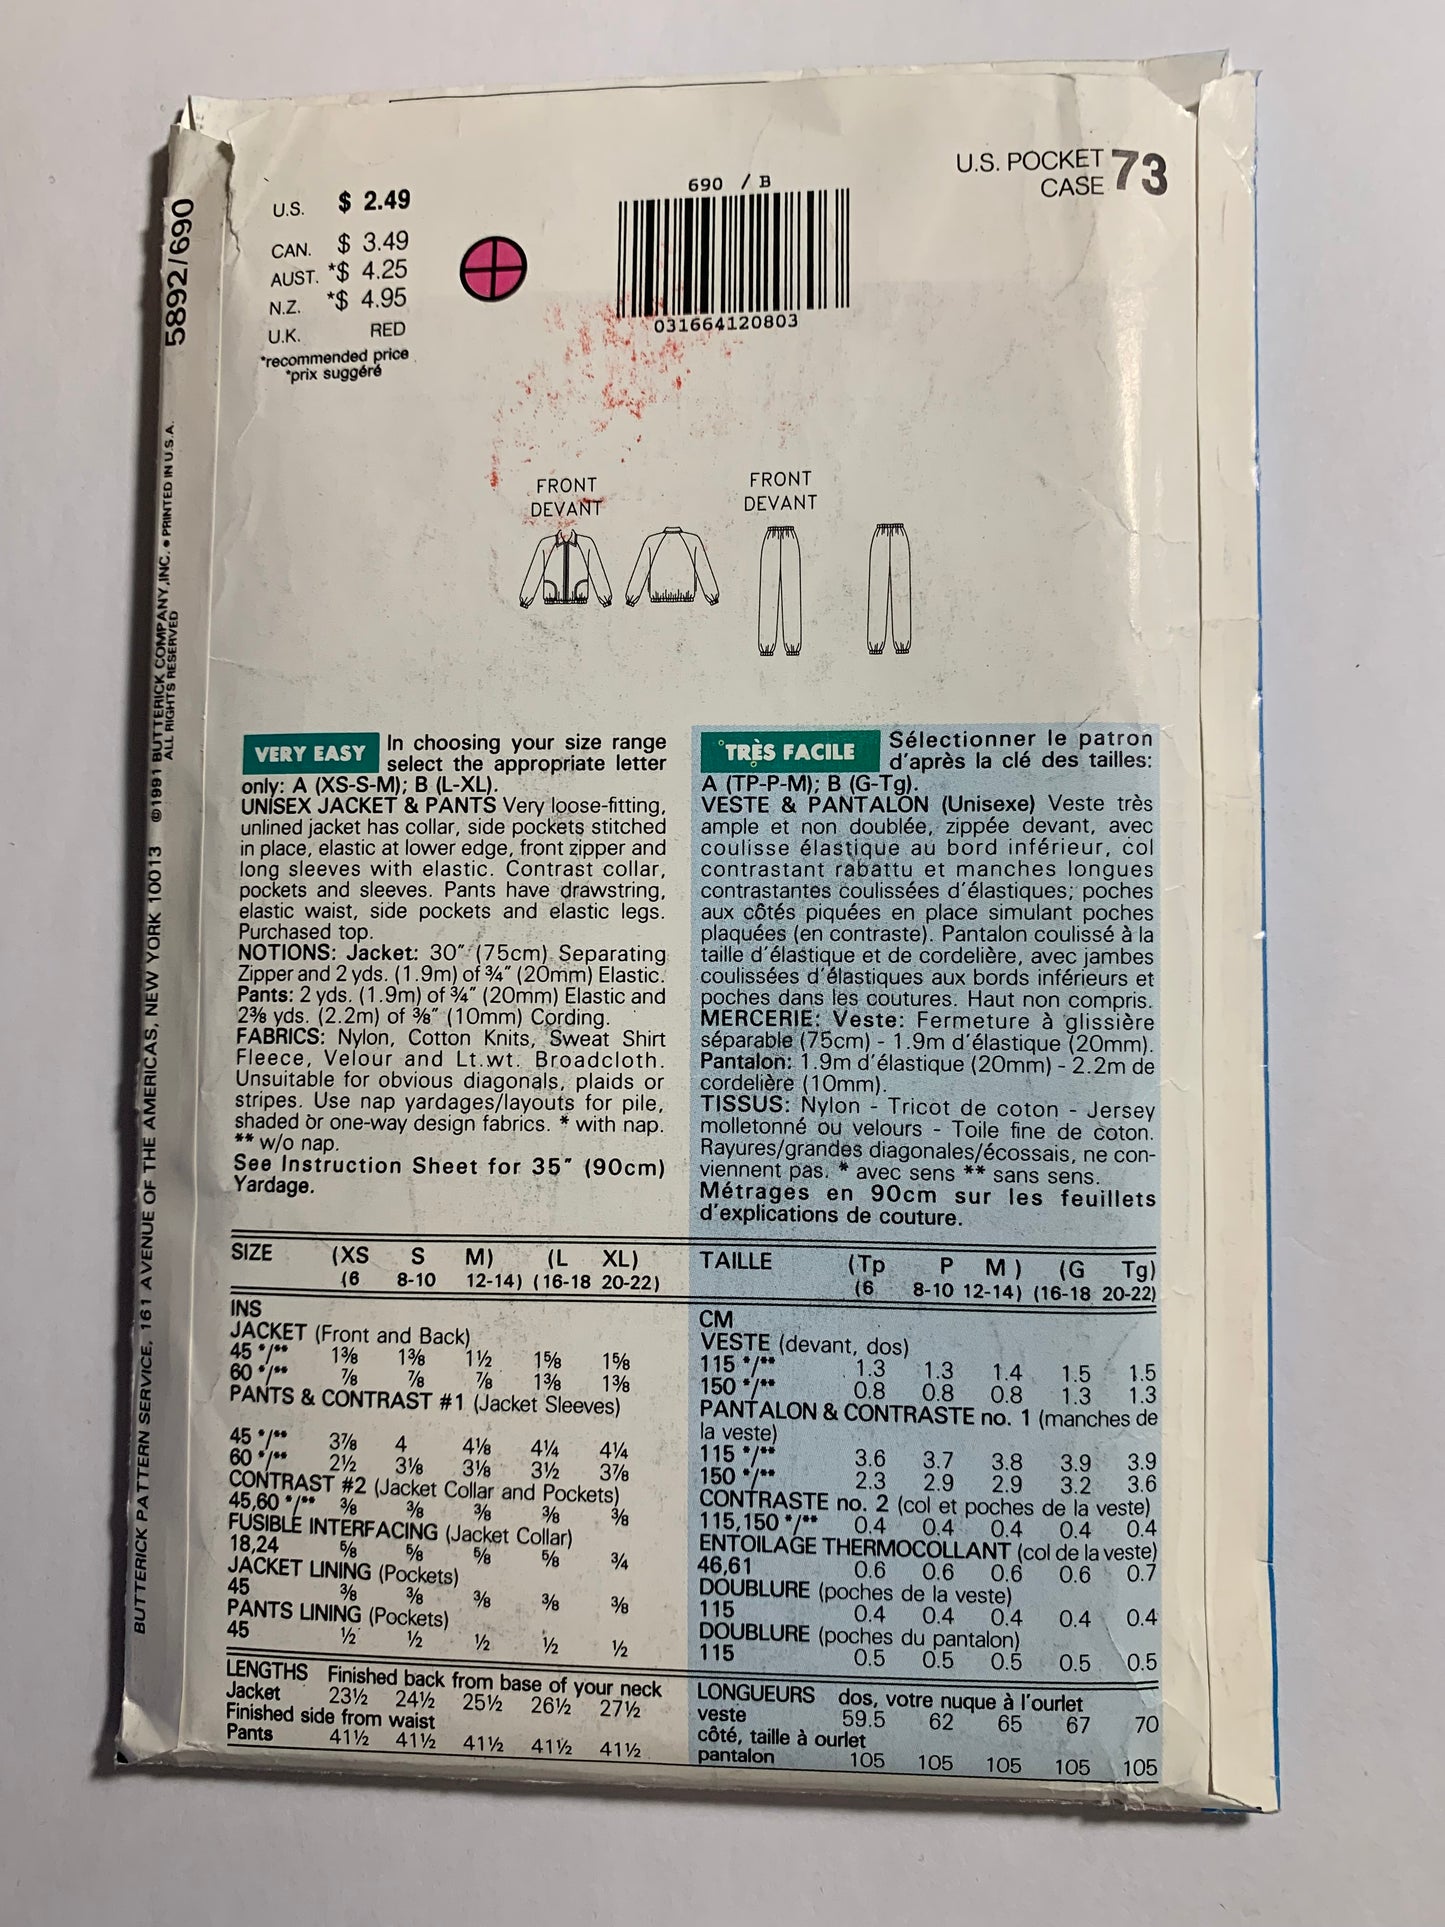 5892/690
©1991 BUTTERICK COMPANY, INC. • PRINTED IN U.S.A.
ALL RIGHTS RESERVED
BUTTERICK PATTERN SERVICE, 161 AVENUE OF THE AMERICAS, NEW YORK 10013
U.S. $ 2.49
CAN. $ 3.49
AUST. *$ 4.25
N.Z. *$ 4.95
U.K. RED
*recommended price
*prix suggéré
690 / B
031664120803
U.S. POCKET
CASE 73
FRONT
DEVANT
FRONT
DEVANT
VERY EASY In choosing your size range
select the appropriate letter
only: A (XS-S-M); B (L-XL).
UNISEX JACKET & PANTS Very loose-fitting,
unlined jacket has collar, side pockets stitched
in place, elastic at lower edge, front zipper and
long sleeves with elastic. Contrast collar,
pockets and sleeves. Pants have drawstring,
elastic waist, side pockets and elastic legs.
Purchased top.
NOTIONS: Jacket: 30″ (75cm) Separating
Zipper and 2 yds. (1.9m) of ¾″ (20mm) Elastic.
Pants: 2 yds. (1.9m) of ¾″ (20mm) Elastic and
2⅜ yds. (2.2m) of ⅜″ (10mm) Cording.
FABRICS: Nylon, Cotton Knits, Sweat Shirt
Fleece, Velour and Lt.wt. Broadcloth.
Unsuitable for obvious diagonals, plaids or
stripes. Use nap yardages/layouts for pile,
shaded or one-way design fabrics. * with nap.
** w/o nap.
See Instruction Sheet for 35″ (90cm)
Yardage.
SIZE (XS S M) (L XL)
(6 8-10 12-14) (16-18 20-22)
INS
JACKET (Front and Back)
45 */** 1⅜ 1⅜ 1½ 1⅝ 1⅝
60 */** ⅞ ⅞ ⅞ 1⅜ 1⅜
PANTS & CONTRAST #1 (Jacket Sleeves)
45 */** 3⅞ 4 4⅛ 4¼ 4¼
60 */** 2½ 3⅛ 3⅛ 3½ 3⅞
CONTRAST #2 (Jacket Collar and Pockets)
45,60 */** ⅜ ⅜ ⅜ ⅜ ⅜
FUSIBLE INTERFACING (Jacket Collar)
18,24 ⅝ ⅝ ⅝ ⅝ ¾
JACKET LINING (Pockets)
45 ⅜ ⅜ ⅜ ⅜ ⅜
PANTS LINING (Pockets)
45 ½ ½ ½ ½ ½
LENGTHS Finished back from base of your neck
Jacket 23½ 24½ 25½ 26½ 27½
Finished side from waist
Pants 41½ 41½ 41½ 41½ 41½
TRÈS FACILE Sélectionner le patron
d'après la clé des tailles:
A (TP-P-M); B (G-Tg).
VESTE & PANTALON (Unisexe) Veste très
ample et non doublée, zippée devant, avec
coulisse élastique au bord inférieur, col
contrastant rabattu et manches longues
contrastantes coulissées d'élastiques; poches
aux côtés piquées en place simulant poches
plaquées (en contraste). Pantalon coulissé à la
taille d'élastique et de cordelière, avec jambes
coulissées d'élastiques aux bords inférieurs et
poches dans les coutures. Haut non compris.
MERCERIE: Veste: Fermeture à glissière
séparable (75cm) - 1.9m d'élastique (20mm).
Pantalon: 1.9m d'élastique (20mm) - 2.2m de
cordelière (10mm).
TISSUS: Nylon - Tricot de coton - Jersey
molletonné ou velours - Toile fine de coton.
Rayures/grandes diagonales/écossais, ne con-
viennent pas. * avec sens ** sans sens.
Métrages en 90cm sur les feuillets
d'explications de couture.
TAILLE (Tp P M ) (G Tg)
(6 8-10 12-14) (16-18 20-22)
CM
VESTE (devant, dos)
115 */** 1.3 1.3 1.4 1.5 1.5
150 */** 0.8 0.8 0.8 1.3 1.3
PANTALON & CONTRASTE no. 1 (manches de
la veste)
115 */** 3.6 3.7 3.8 3.9 3.9
150 */** 2.3 2.9 2.9 3.2 3.6
CONTRASTE no. 2 (col et poches de la veste)
115,150 */** 0.4 0.4 0.4 0.4 0.4
ENTOILAGE THERMOCOLLANT (col de la veste)
46,61 0.6 0.6 0.6 0.6 0.7
DOUBLURE (poches de la veste)
115 0.4 0.4 0.4 0.4 0.4
DOUBLURE (poches du pantalon)
115 0.5 0.5 0.5 0.5 0.5
LONGUEURS dos, votre nuque à l'ourlet
veste 59.5 62 65 67 70
côté, taille à ourlet
pantalon 105 105 105 105 105